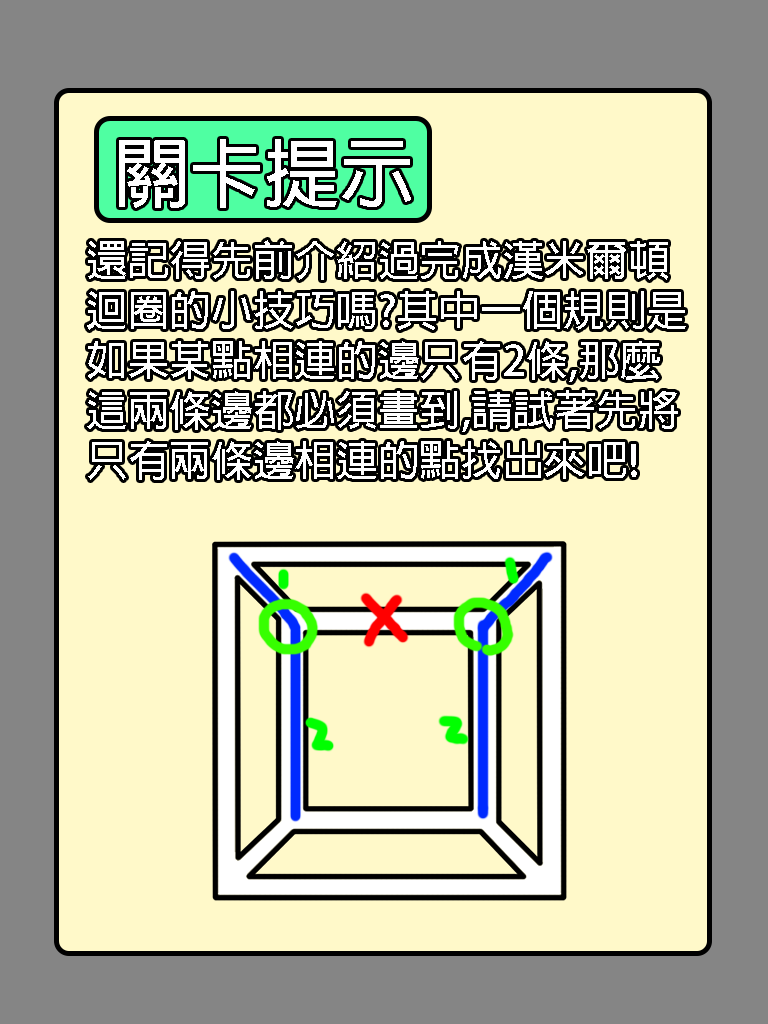 關卡提示
還記得先前介紹過完成漢米爾頓
迴圈的小技巧嗎?其中一個規則是
如果某點相連的邊只有2條,那麼
這兩條邊都必須畫到,請試著先將
只有兩條邊相連的點找出來吧!
1
1
2
2